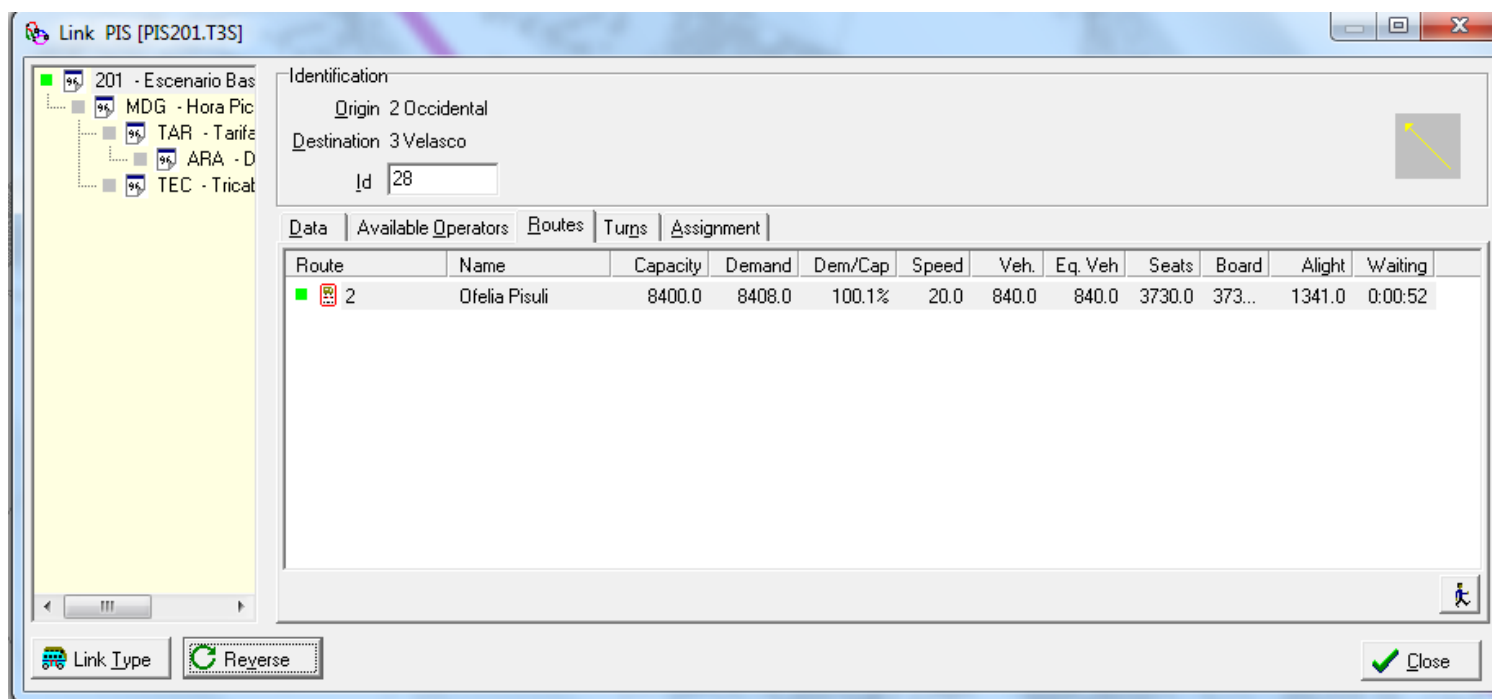 Link PIS [PIS201.T3S]
201 - Escenario Bas
MDG - Hora Pic
TAR - Tarifa
ARA - D
TEC - Tricab
Identification
Origin 2 Occidental
Destination 3 Velasco
Id 28
Data Available Operators Routes Turns Assignment
Route Name Capacity Demand Dem/Cap Speed Veh. Eq. Veh Seats Board Alight Waiting
2 Ofelia Pisuli 8400.0 8408.0 100.1% 20.0 840.0 840.0 3730.0 373... 1341.0 0:00:52
Link Type Reverse Close